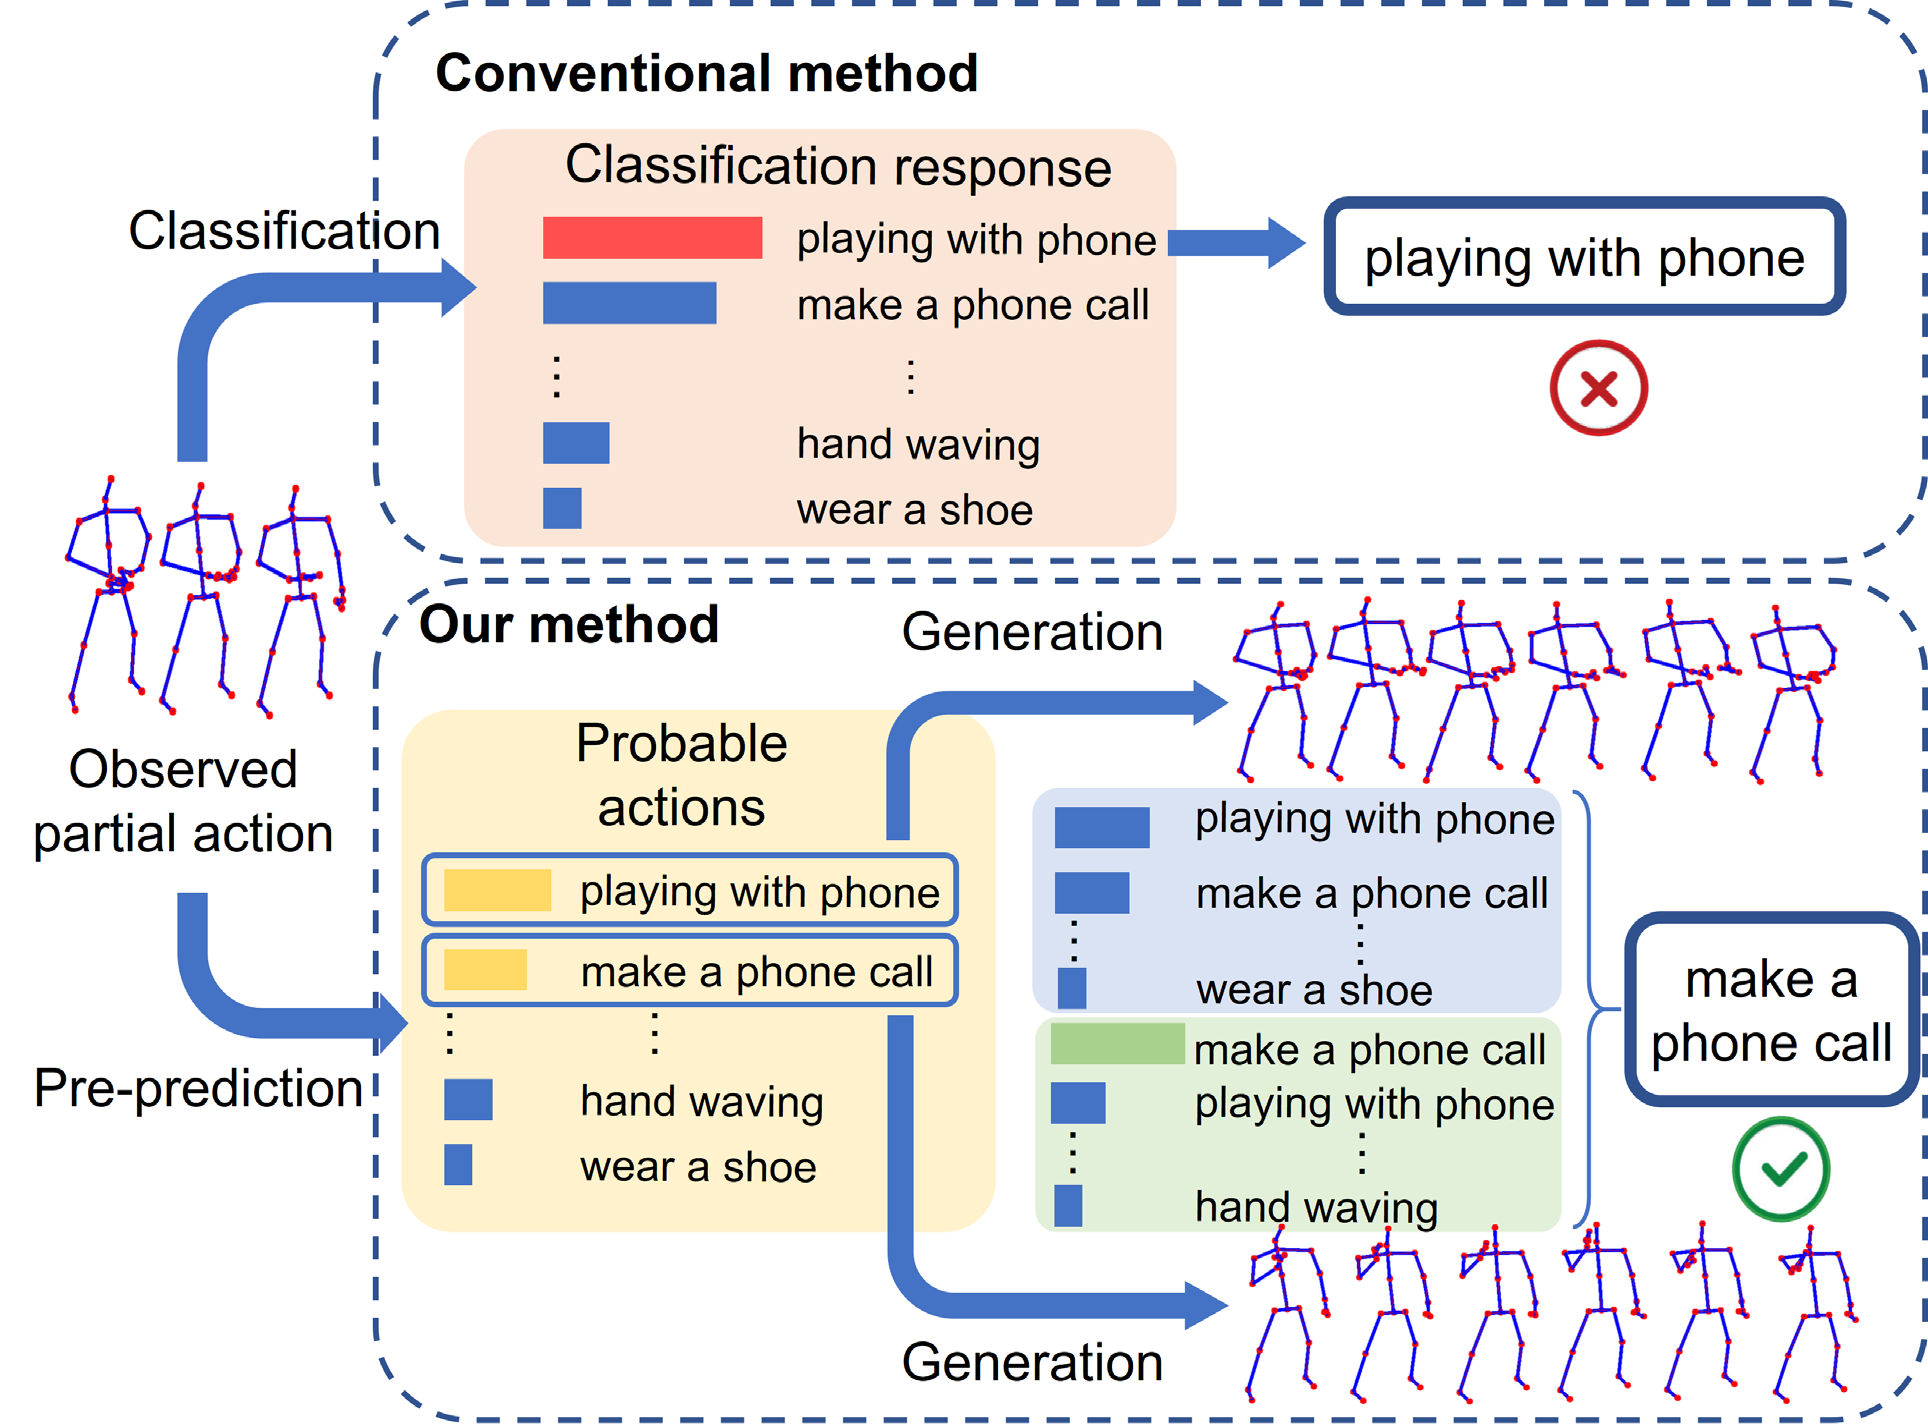 Conventional method
Classification response
Classification
playing with phone
make a phone call
hand waving
wear a shoe
playing with phone
Observed
partial action
Pre-prediction
Our method
Probable
actions
playing with phone
make a phone call
hand waving
wear a shoe
Generation
playing with phone
make a phone call
wear a shoe
make a phone call
playing with phone
hand waving
Generation
make a
phone call